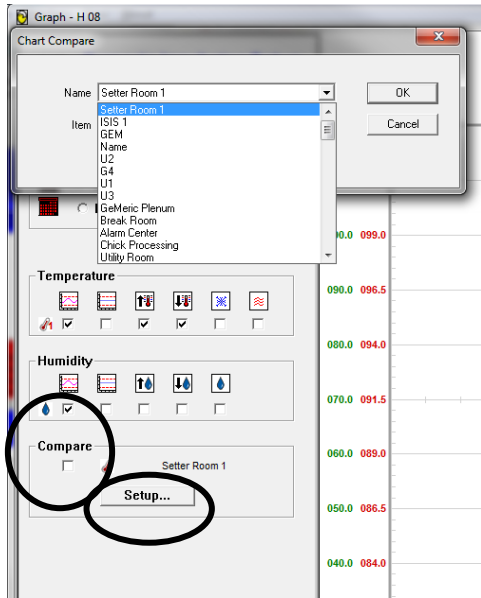 Graph - H 08
Chart Compare
Name Setter Room 1
OK
Setter Room 1
ISIS 1
Item
GEM
Cancel
Name
U2
G4
U1
U3
GeMeric Plenum
Break Room
Alarm Center
Chick Processing
Utility Room
099.0
Temperature
090.0 096.5
1
080.0 094.0
Humidity
070.0 091.5
Compare
060.0 089.0
Setter Room 1
Setup...
050.0 086.5
040.0 084.0